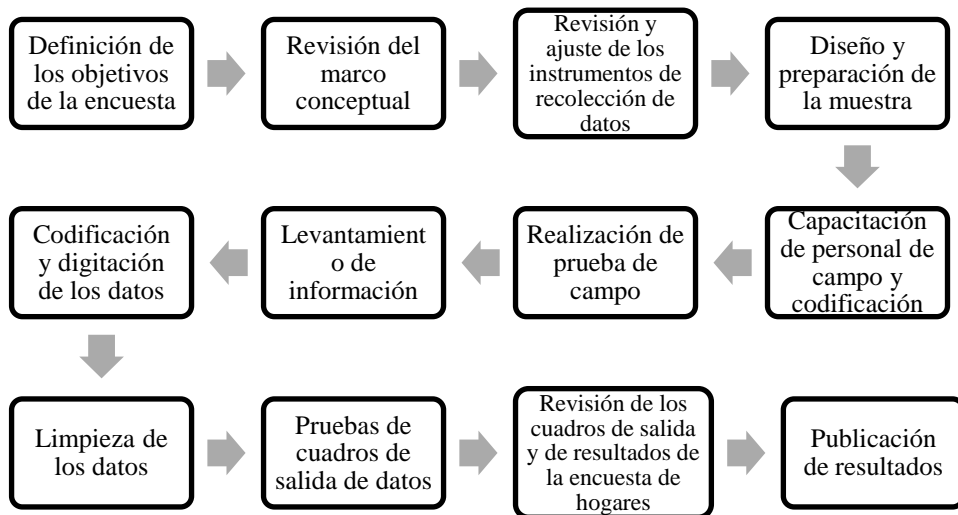 Definición de
los objetivos
de la encuesta
Revisión del
marco
conceptual
Revisión y
ajuste de los
instrumentos de
recolección de
datos
Diseño y
preparación de
la muestra
Capacitación
de personal de
campo y
codificación
Realización de
prueba de
campo
Levantamient
o de
información
Codificación
y digitación
de los datos
Limpieza de
los datos
Pruebas de
cuadros de
salida de datos
Revisión de los
cuadros de salida
y de resultados de
la encuesta de
hogares
Publicación
de resultados